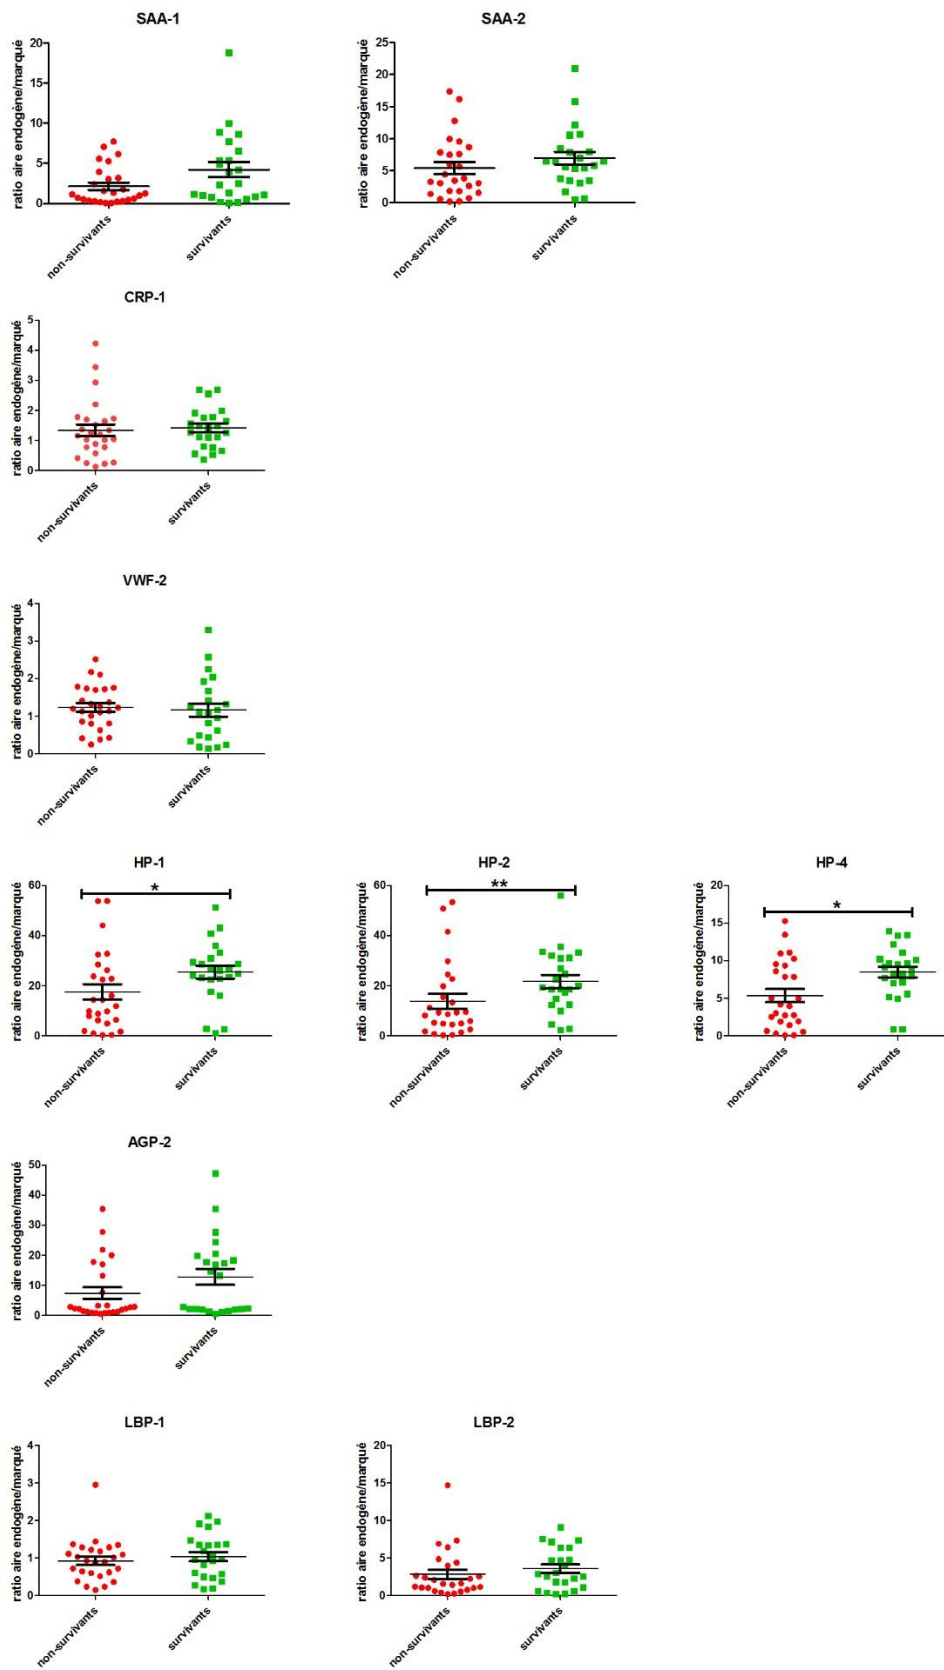 SAA-1
ratio aire endogène/marqué
20
15
10
5
0
non-survivants
survivants
SAA-2
ratio aire endogène/marqué
25
20
15
10
5
0
non-survivants
survivants
CRP-1
ratio aire endogène/marqué
5
4
3
2
1
0
non-survivants
survivants
VWF-2
ratio aire endogène/marqué
4
3
2
1
0
non-survivants
survivants
HP-1
ratio aire endogène/marqué
60
40
20
0
*
non-survivants
survivants
HP-2
ratio aire endogène/marqué
60
40
20
0
**
non-survivants
survivants
HP-4
ratio aire endogène/marqué
20
15
10
5
0
*
non-survivants
survivants
AGP-2
ratio aire endogène/marqué
50
40
30
20
10
0
non-survivants
survivants
LBP-1
ratio aire endogène/marqué
4
3
2
1
0
non-survivants
survivants
LBP-2
ratio aire endogène/marqué
20
15
10
5
0
non-survivants
survivants